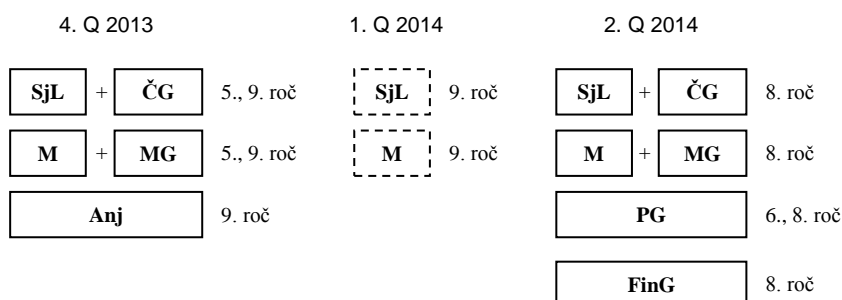 4. Q 2013 1. Q 2014 2. Q 2014
SjL + ČG 5., 9. roč SjL 9. roč SjL + ČG 8. roč
M + MG 5., 9. roč M 9. roč M + MG 8. roč
Anj 9. roč PG 6., 8. roč
FinG 8. roč